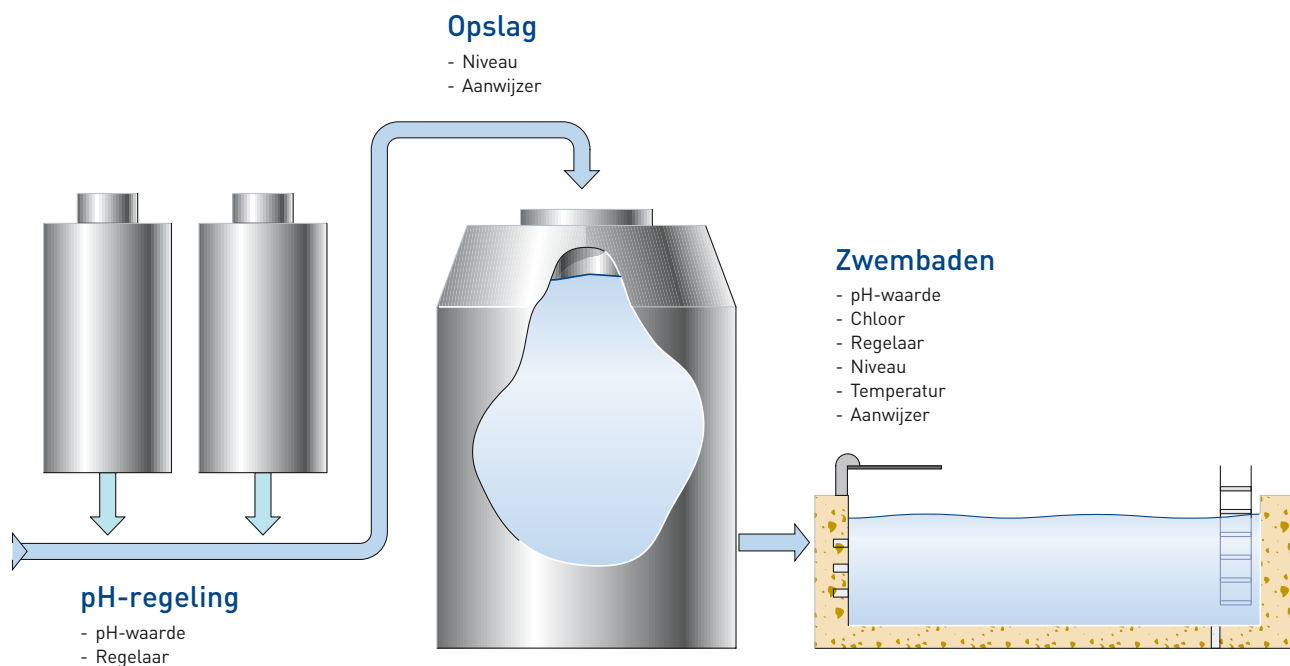 Opslag
- Niveau
- Aanwijzer
Zwembaden
- pH-waarde
- Chloor
- Regelaar
- Niveau
- Temperatur
- Aanwijzer
pH-regeling
- pH-waarde
- Regelaar